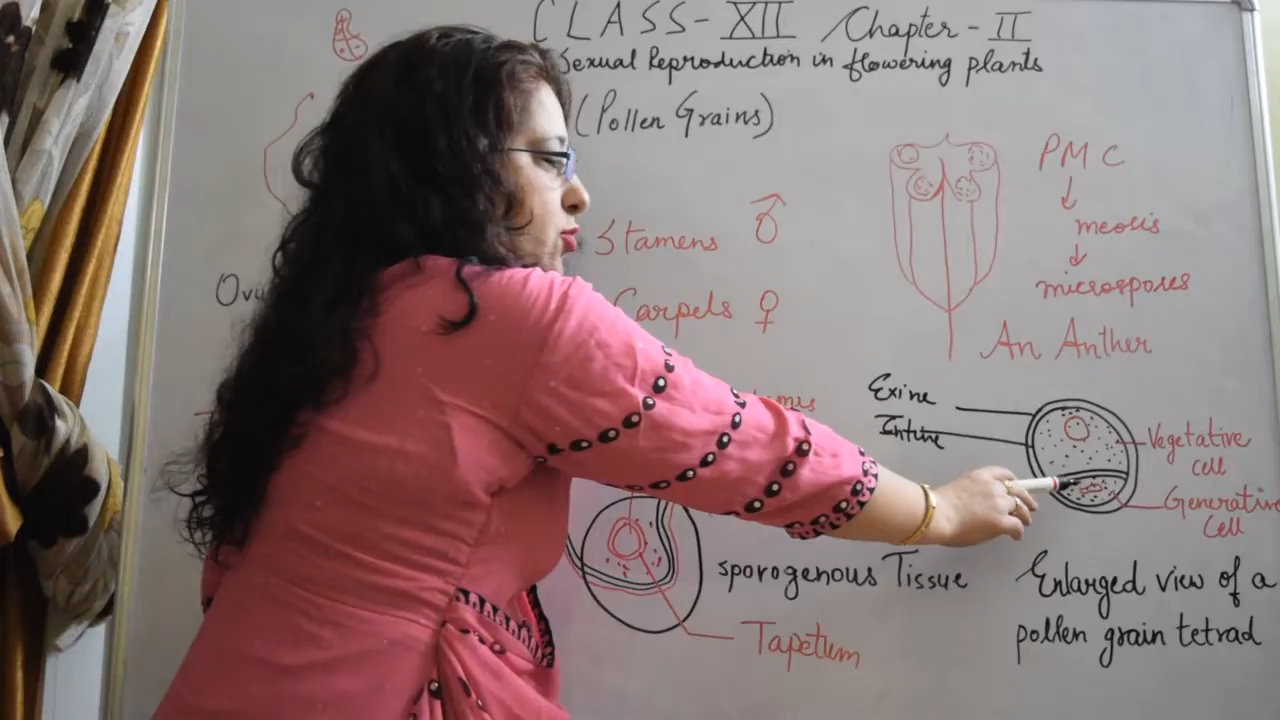 CLASS-XII Chapter-II
Sexual Reproduction in flowering plants
(Pollen Grains)
PMC
meosis
microspores
Stamens ♂
Carpels ♀
An Anther
Exine
Intine
Vegetative cell
Generative cell
sporogenous Tissue
Tapetum
Enlarged view of a
pollen grain tetrad